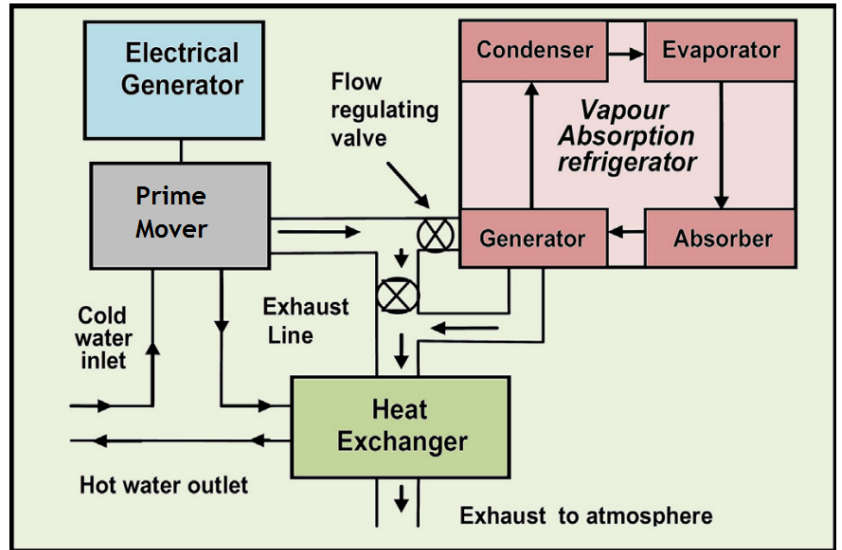 Electrical
Generator
Flow
regulating
valve
Condenser
Evaporator
Vapour
Absorption
refrigerator
Prime
Mover
Generator
Absorber
Cold
water
inlet
Exhaust
Line
Heat
Exchanger
Hot water outlet
Exhaust to atmosphere